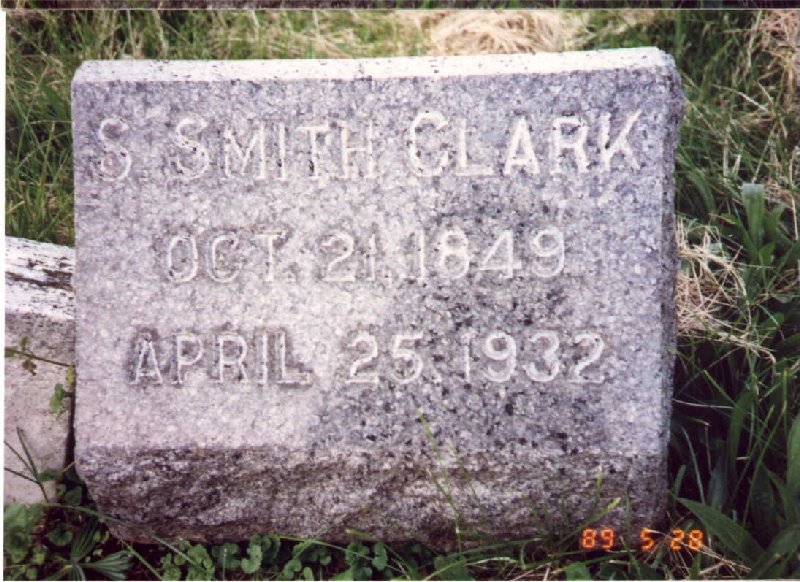 S. SMITH CLARK
OCT. 21, 1849
APRIL 25, 1932
89 5 28